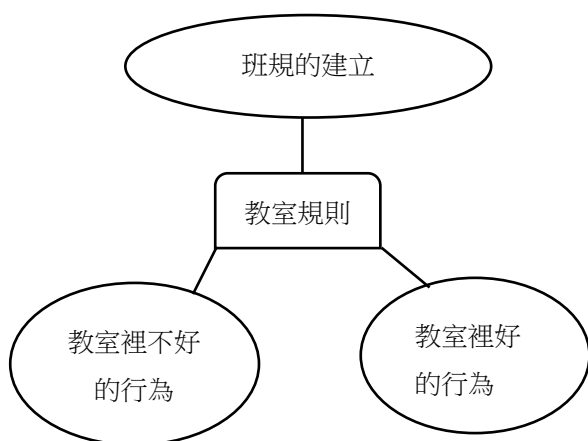 班規的建立
教室規則
教室裡不好
的行為
教室裡好
的行為